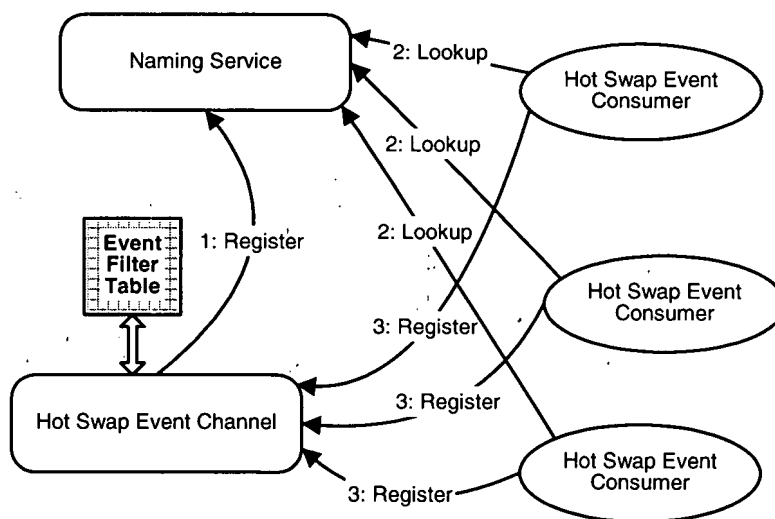 Naming Service
2: Lookup
Hot Swap Event
Consumer
2: Lookup
Event
Filter
Table
1: Register
2: Lookup
Hot Swap Event
Consumer
3: Register
Hot Swap Event Channel
3: Register
Hot Swap Event
Consumer
3: Register